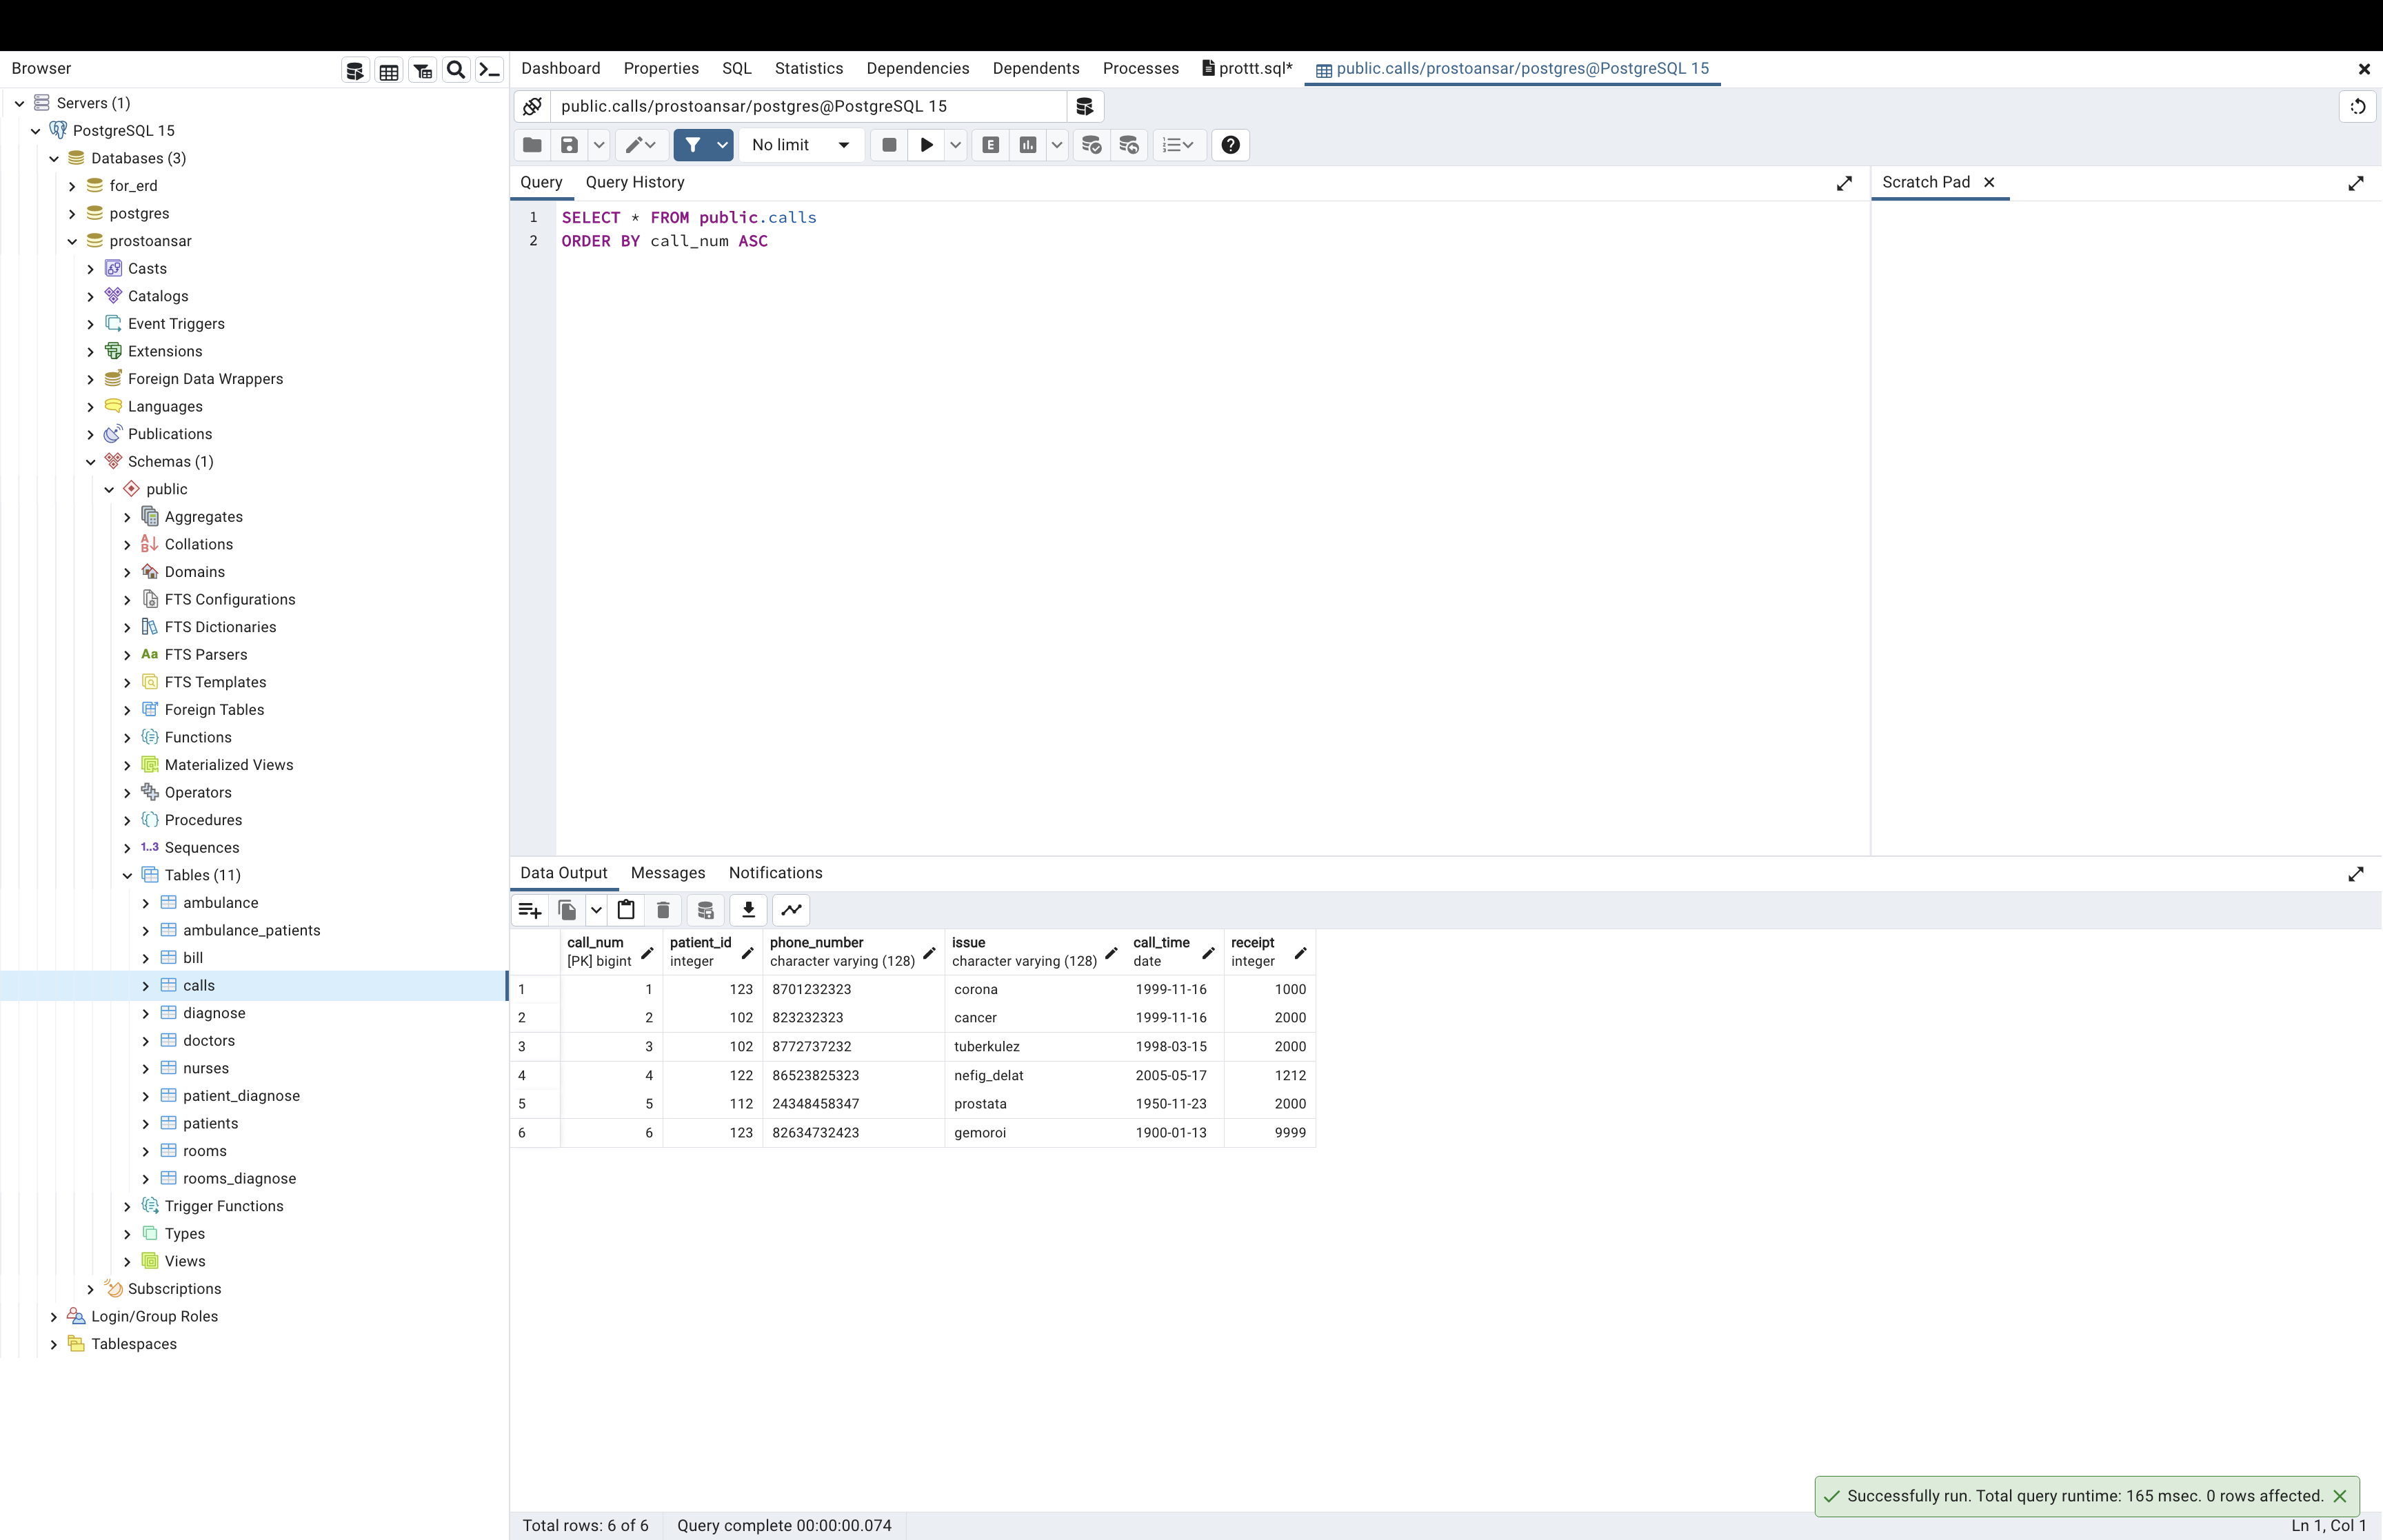 Browser
Servers (1)
PostgreSQL 15
Databases (3)
for_erd
postgres
prostoansar
Casts
Catalogs
Event Triggers
Extensions
Foreign Data Wrappers
Languages
Publications
Schemas (1)
public
Aggregates
Collations
Domains
FTS Configurations
FTS Dictionaries
Aa FTS Parsers
FTS Templates
Foreign Tables
Functions
Materialized Views
Operators
Procedures
1..3 Sequences
Tables (11)
ambulance
ambulance_patients
bill
calls
diagnose
doctors
nurses
patient_diagnose
patients
rooms
rooms_diagnose
Trigger Functions
Types
Views
Subscriptions
Login/Group Roles
Tablespaces
Dashboard Properties SQL Statistics Dependencies Dependents Processes prottt.sql* public.calls/prostoansar/postgres@PostgreSQL 15
public.calls/prostoansar/postgres@PostgreSQL 15
No limit E
Query Query History Scratch Pad
1 SELECT * FROM public.calls
2 ORDER BY call_num ASC
Data Output Messages Notifications
call_num patient_id phone_number issue call_time receipt
[PK] bigint integer character varying (128) character varying (128) date integer
1 1 123 8701232323 corona 1999-11-16 1000
2 2 102 823232323 cancer 1999-11-16 2000
3 3 102 8772737232 tuberkulez 1998-03-15 2000
4 4 122 86523825323 nefig_delat 2005-05-17 1212
5 5 112 24348458347 prostata 1950-11-23 2000
6 6 123 82634732423 gemoroi 1900-01-13 9999
Successfully run. Total query runtime: 165 msec. 0 rows affected.
Total rows: 6 of 6 Query complete 00:00:00.074 Ln 1, Col 1